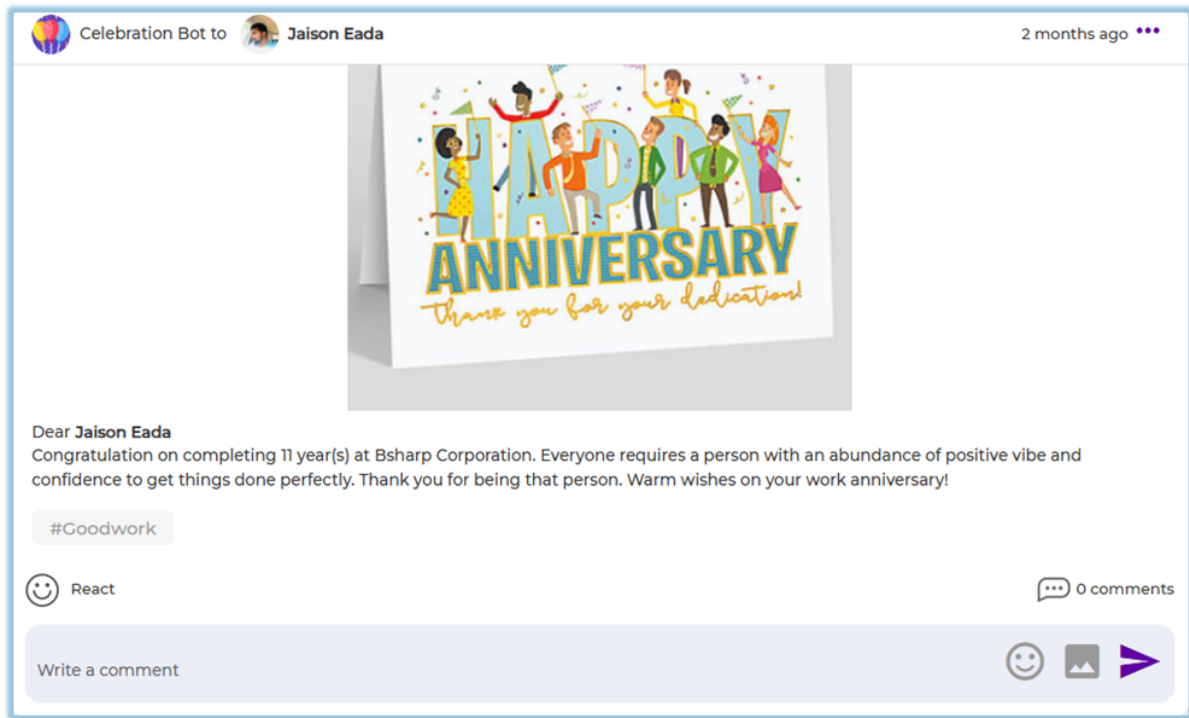 Celebration Bot to Jaison Eada 2 months ago
HAPPY
ANNIVERSARY
thank you for your dedication!
Dear Jaison Eada
Congratulation on completing 11 year(s) at Bsharp Corporation. Everyone requires a person with an abundance of positive vibe and
confidence to get things done perfectly. Thank you for being that person. Warm wishes on your work anniversary!
#Goodwork
React 0 comments
Write a comment